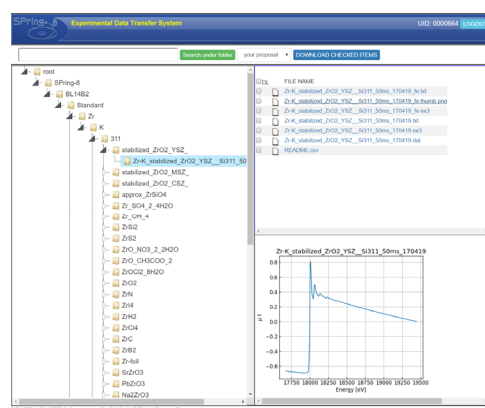 SPring-8
Experimental Data Transfer System
UID: 0000664
LOGOUT
Search under folder
your proposal
DOWNLOAD CHECKED ITEMS
root
SPring-8
BL14B2
Standard
Zr
K
311
stabilized_ZrO2_YSZ_
Zr-K_stabilized_ZrO2_YSZ__Si311_50
stabilized_ZrO2_MSZ_
stabilized_ZrO2_CSZ_
approx_ZrSiO4
Zr_SO4_2_4H2O
Zr_OH_4
ZrSi2
ZrS2
ZrO_NO3_2_2H2O
ZrO_CH3COO_2
ZrOCl2_8H2O
ZrO2
ZrN
ZrI4
ZrH2
ZrCl4
ZrC
ZrB2
Zr-foil
SrZrO3
PbZrO3
Na2ZrO3
DL
FILE NAME
Zr-K_stabilized_ZrO2_YSZ__Si311_50ms_170419_fe.txt
Zr-K_stabilized_ZrO2_YSZ__Si311_50ms_170419_fe.thumb.png
Zr-K_stabilized_ZrO2_YSZ__Si311_50ms_170419_fe.ex3
Zr-K_stabilized_ZrO2_YSZ__Si311_50ms_170419.txt
Zr-K_stabilized_ZrO2_YSZ__Si311_50ms_170419.ex3
Zr-K_stabilized_ZrO2_YSZ__Si311_50ms_170419.dat
README.csv
Zr-K_stabilized_ZrO2_YSZ__Si311_50ms_170419
0.8
0.6
0.4
0.2
0.0
−0.2
−0.4
−0.6
μ t
17750 18000 18250 18500 18750 19000 19250 19500
Energy [eV]